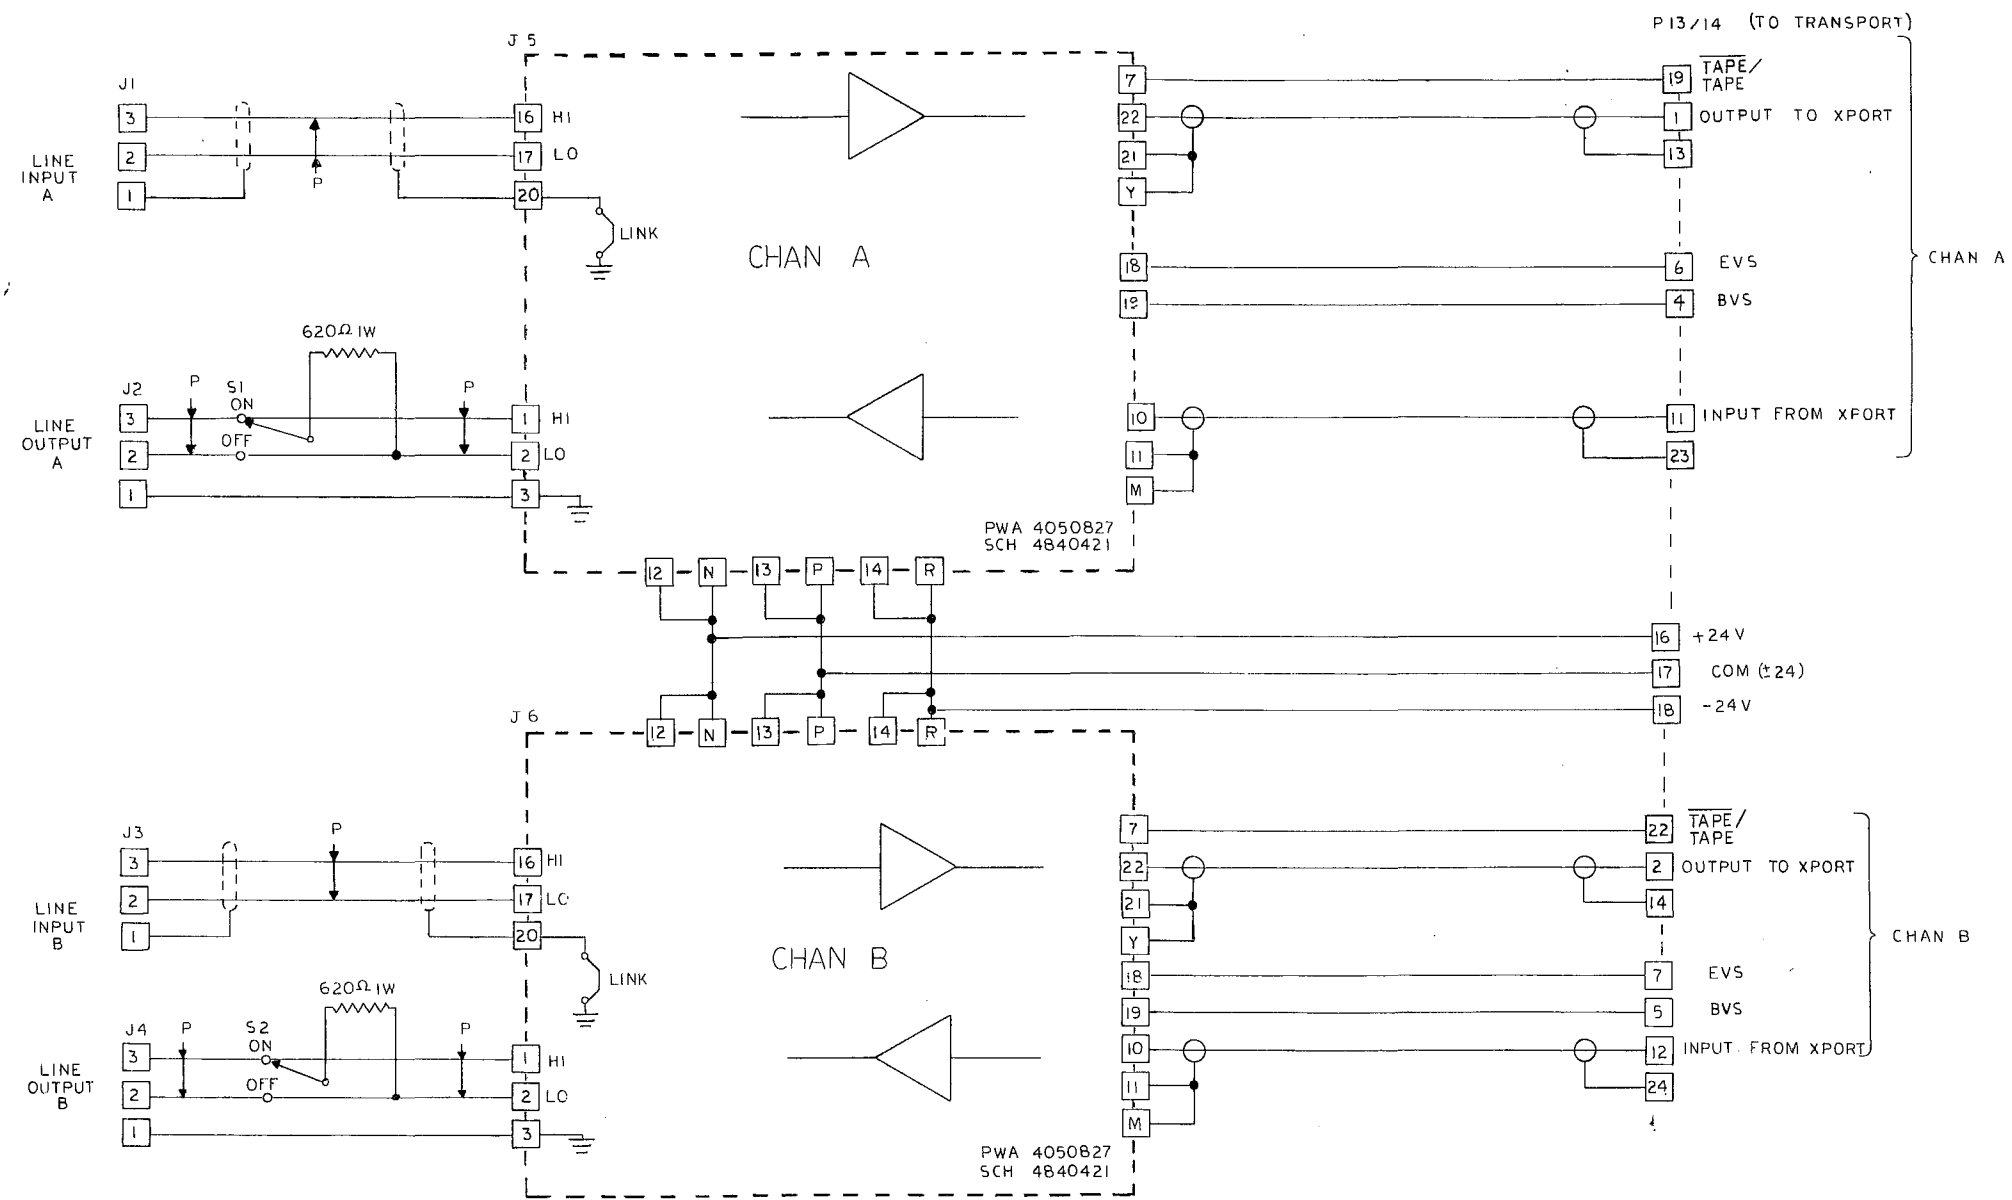 P13/14 (TO TRANSPORT)
J5
J1
3
2
1
LINE
INPUT
A
P
16 HI
17 LO
20
LINK
CHAN A
7
22
21
Y
18
19
10
11
M
19 TAPE/
TAPE
1 OUTPUT TO XPORT
13
6 EVS
4 BVS
11 INPUT FROM XPORT
23
CHAN A
620Ω 1W
J2
P
S1
ON
OFF
P
3
2
1
LINE
OUTPUT
A
1 HI
2 LO
3
PWA 4050827
SCH 4840421
12 N 13 P 14 R
16 +24V
17 COM (±24)
18 -24V
J6
12 N 13 P 14 R
J3
3
2
1
LINE
INPUT
B
P
16 HI
17 LO
20
LINK
CHAN B
7
22
21
Y
18
19
10
11
M
22 TAPE/
TAPE
2 OUTPUT TO XPORT
14
7 EVS
5 BVS
12 INPUT FROM XPORT
24
CHAN B
620Ω 1W
J4
P
S2
ON
OFF
P
3
2
1
LINE
OUTPUT
B
1 HI
2 LO
3
PWA 4050827
SCH 4840421